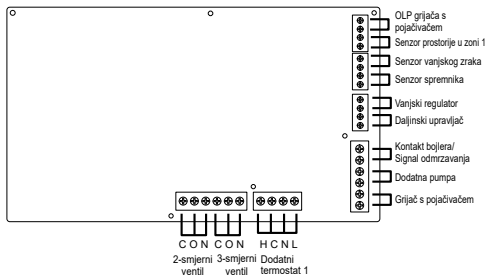 OLP grijača s
pojačivačem
Senzor prostorije u zoni 1
Senzor vanjskog zraka
Senzor spremnika
Vanjski regulator
Daljinski upravljač
Kontakt bojlera/
Signal odmrzavanja
Dodatna pumpa
Grijač s pojačivačem
C O N C O N H C N L
2-smjerni
ventil
3-smjerni
ventil
Dodatni
termostat 1